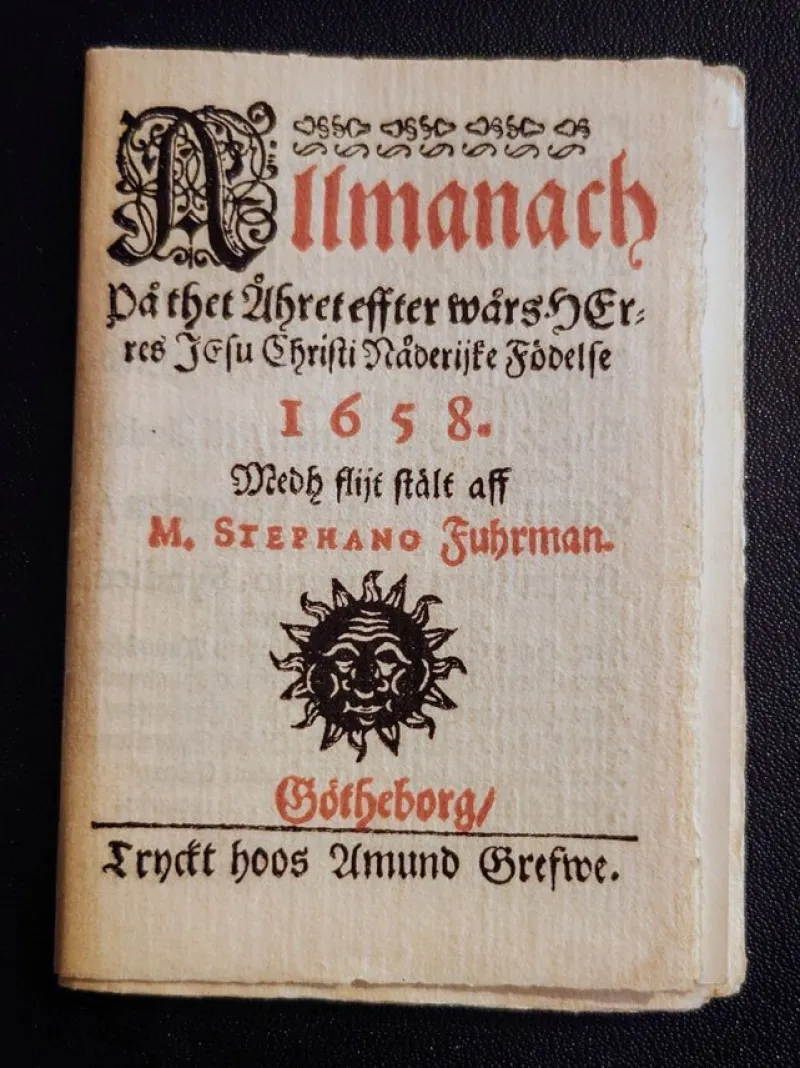 Allmanach
På thet Åhret effter wårs HEr=
res JEsu Christi Nåderijke Födelse
1658.
Medh flijt stält aff
M. STEPHANO Fuhrman.
Götheborg/
Tryckt hoos Amund Grefwe.